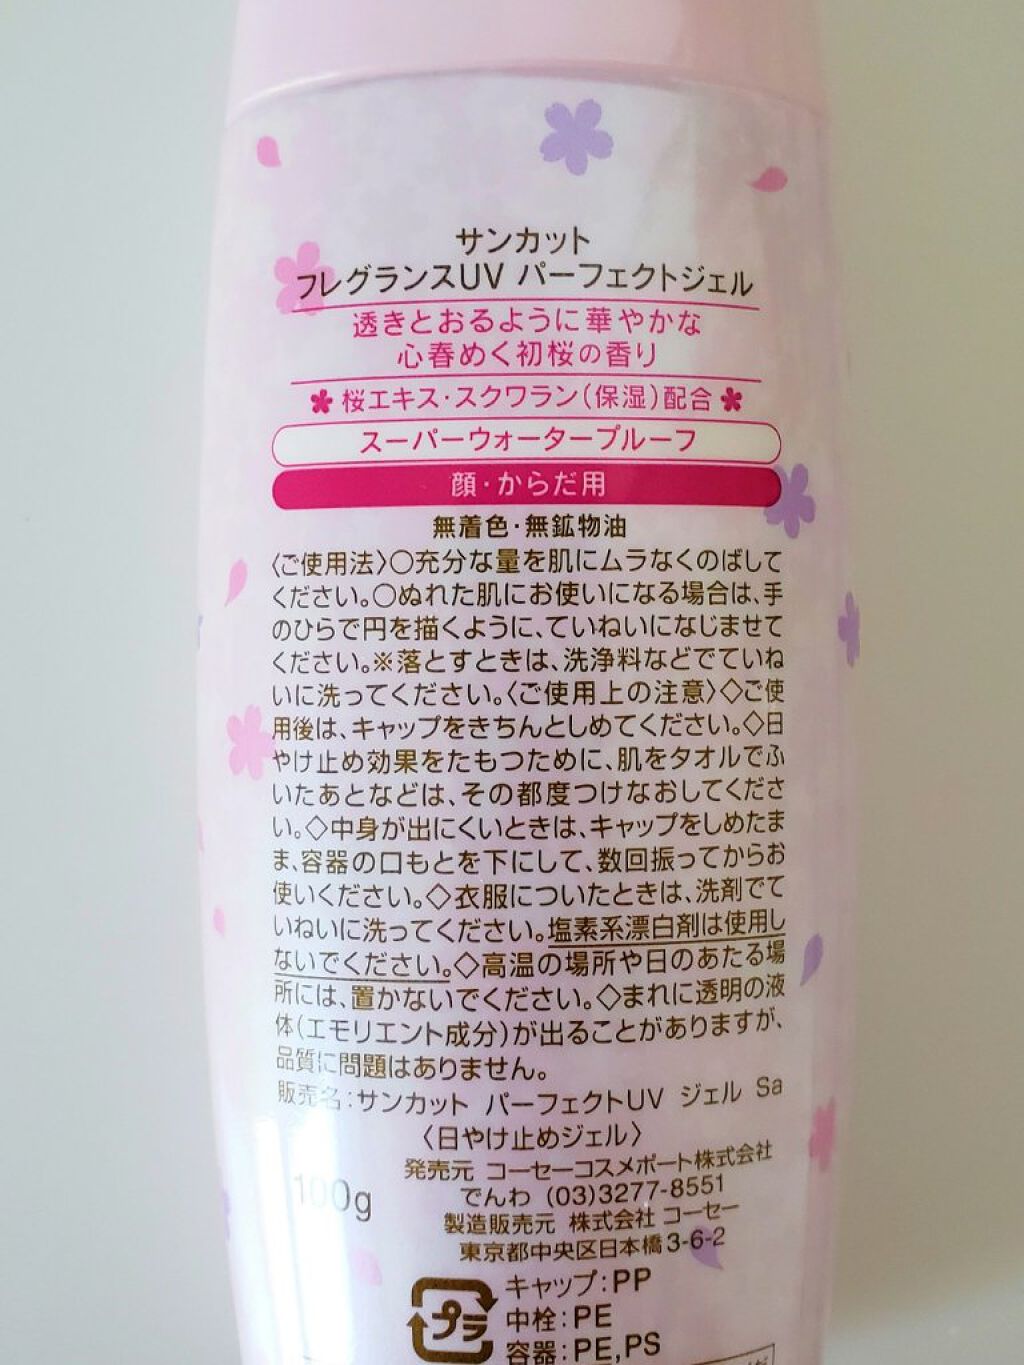 サンカット
フレグランスUV パーフェクトジェル
透きとおるように華やかな
心春めく初桜の香り
桜エキス・スクワラン(保湿)配合
スーパーウォータープルーフ
顔・からだ用
無着色・無鉱物油
〈ご使用法〉○充分な量を肌にムラなくのばして
ください。○ぬれた肌にお使いになる場合は、手
のひらで円を描くように、ていねいになじませて
ください。※落とすときは、洗浄料などでていね
いに洗ってください。〈ご使用上の注意〉◇ご使
用後は、キャップをきちんとしめてください。◇日
やけ止め効果をたもつために、肌をタオルでふ
いたあとなどは、その都度つけなおしてくださ
い。◇中身が出にくいときは、キャップをしめたま
ま、容器の口もとを下にして、数回振ってからお
使いください。◇衣服についたときは、洗剤でて
いねいに洗ってください。塩素系漂白剤は使用し
ないでください。◇高温の場所や日のあたる場
所には、置かないでください。◇まれに透明の液
体(エモリエント成分)が出ることがありますが、
品質に問題はありません。
販売名:サンカット パーフェクトUV ジェル Sa
〈日やけ止めジェル〉
発売元 コーセーコスメポート株式会社
でんわ (03)3277-8551
100g
製造販売元 株式会社 コーセー
東京都中央区日本橋3-6-2
プラ
キャップ:PP
中栓:PE
容器:PE,PS